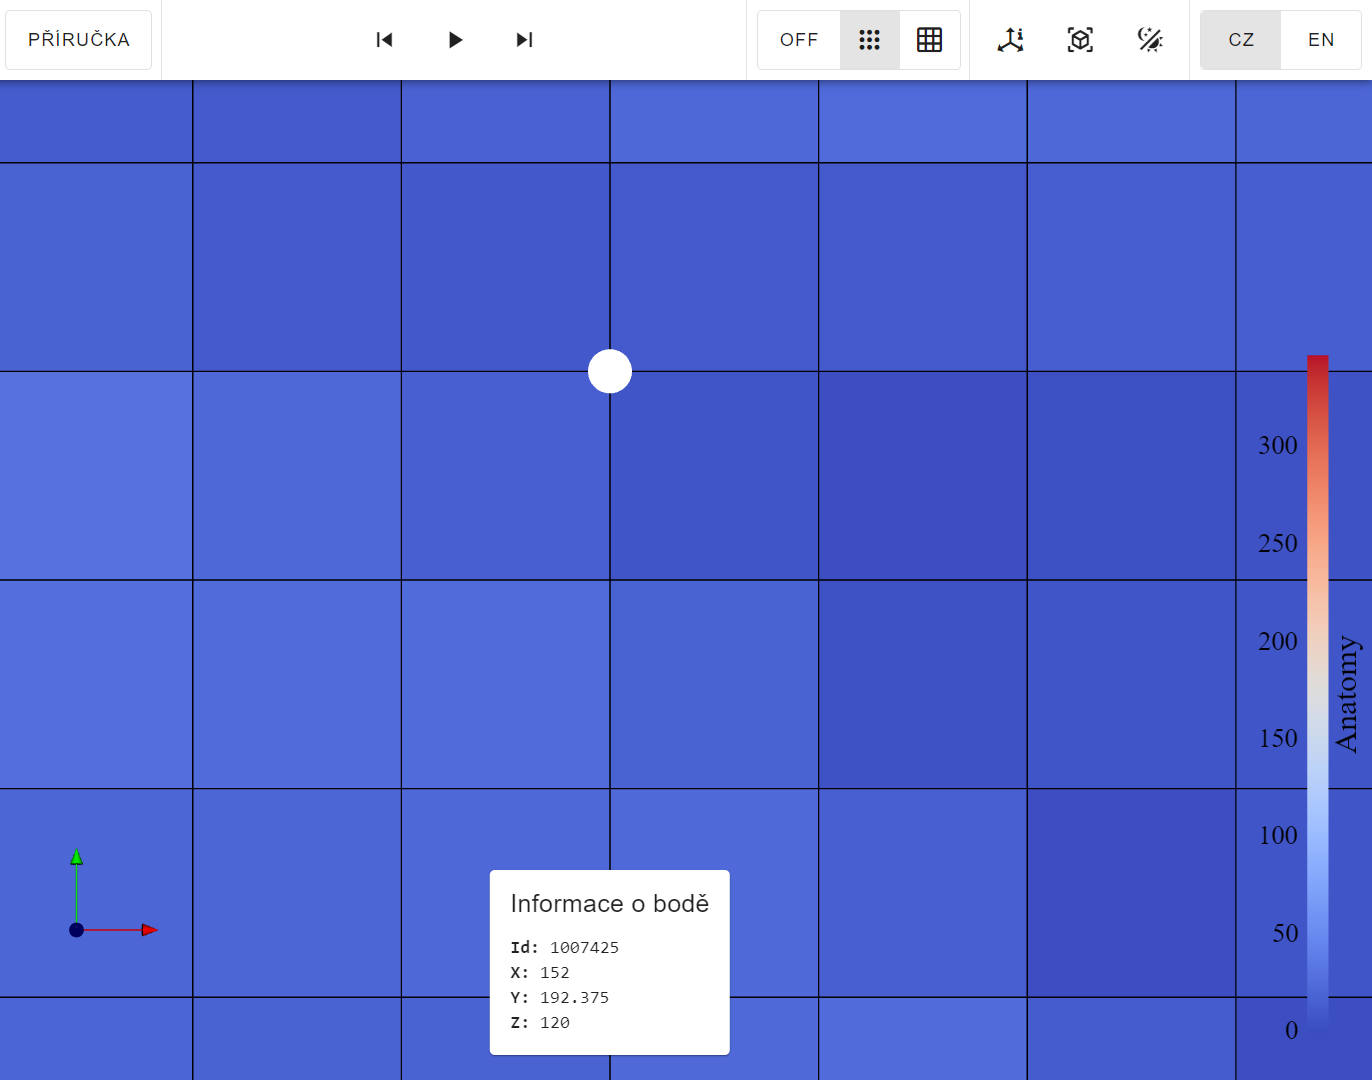 PŘÍRUČKA
OFF
CZ
EN
300
250
200
150
100
50
0
Anatomy
Informace o bodě
Id: 1007425
X: 152
Y: 192.375
Z: 120